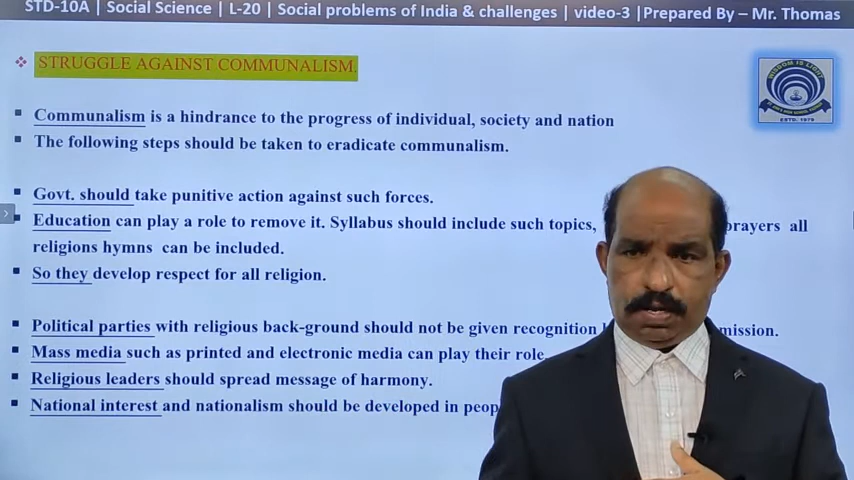 STD-10A | Social Science | L-20 | Social problems of India & challenges | video-3 |Prepared By – Mr. Thomas
STRUGGLE AGAINST COMMUNALISM.
WISDOM IS LIGHT
ESTD. 1979
Communalism is a hindrance to the progress of individual, society and nation
The following steps should be taken to eradicate communalism.
Govt. should take punitive action against such forces.
Education can play a role to remove it. Syllabus should include such topics, prayers all
religions hymns can be included.
So they develop respect for all religion.
Political parties with religious back-ground should not be given recognition
Mass media such as printed and electronic media can play their role.
Religious leaders should spread message of harmony.
National interest and nationalism should be developed in